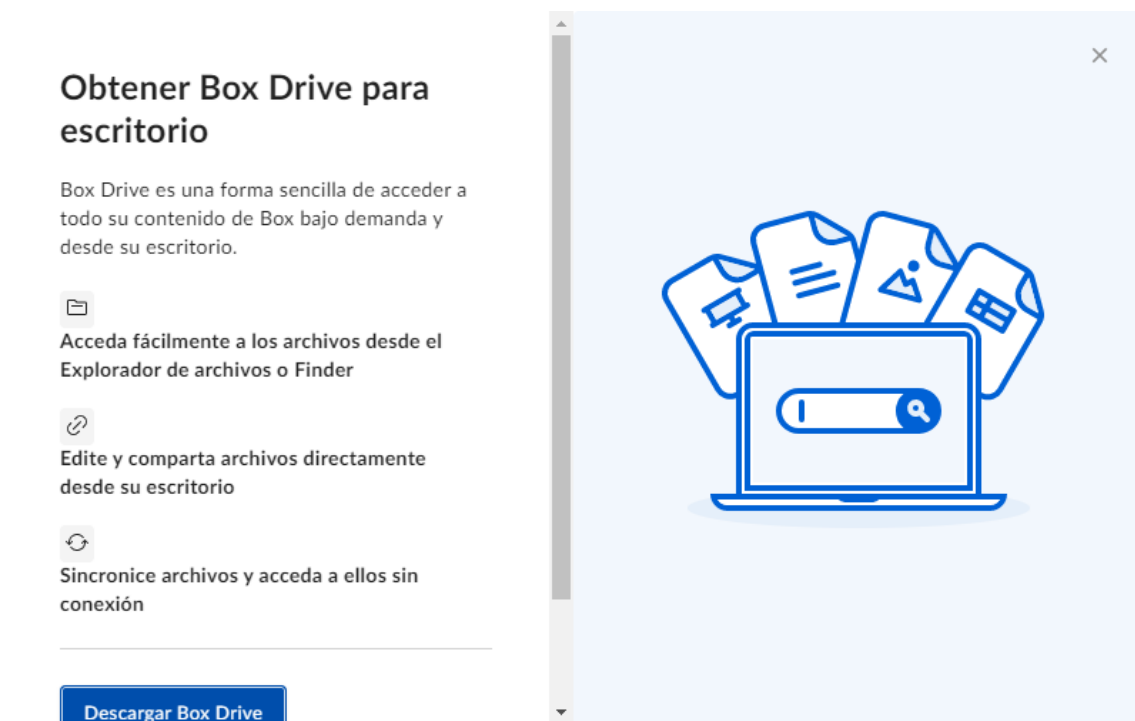 Obtener Box Drive para
escritorio
Box Drive es una forma sencilla de acceder a
todo su contenido de Box bajo demanda y
desde su escritorio.
Acceda fácilmente a los archivos desde el
Explorador de archivos o Finder
Edite y comparta archivos directamente
desde su escritorio
Sincronice archivos y acceda a ellos sin
conexión
Descargar Box Drive